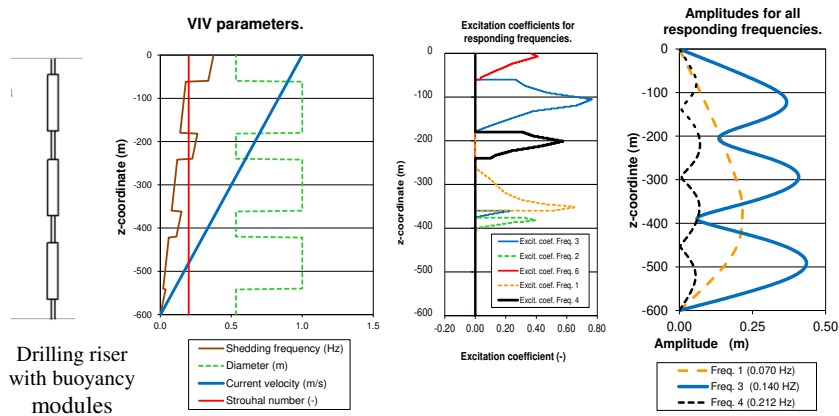 VIV parameters.
0
-100
-200
-300
-400
-500
-600
z-coordinate (m)
0.0
0.5
1.0
1.5
Shedding frequency (Hz)
Diameter (m)
Current velocity (m/s)
Strouhal number (-)
Drilling riser
with buoyancy
modules
Excitation coefficients for
responding frequencies.
0
-100
-200
-300
-400
-500
-600
z-coordinate (m)
Excit. coef. Freq. 3
Excit. coef. Freq. 2
Excit. coef. Freq. 6
Excit. coef. Freq. 1
Excit. coef. Freq. 4
0.00
0.20
0.40
0.60
0.80
Excitation coefficient (-)
Amplitudes for all
responding frequencies.
0
-100
-200
-300
-400
-500
-600
z-coordinte (m)
0.00
0.25
0.50
Amplitude (m)
Freq. 1 (0.070 HZ)
Freq. 3 (0.140 HZ)
Freq. 4 (0.212 HZ)